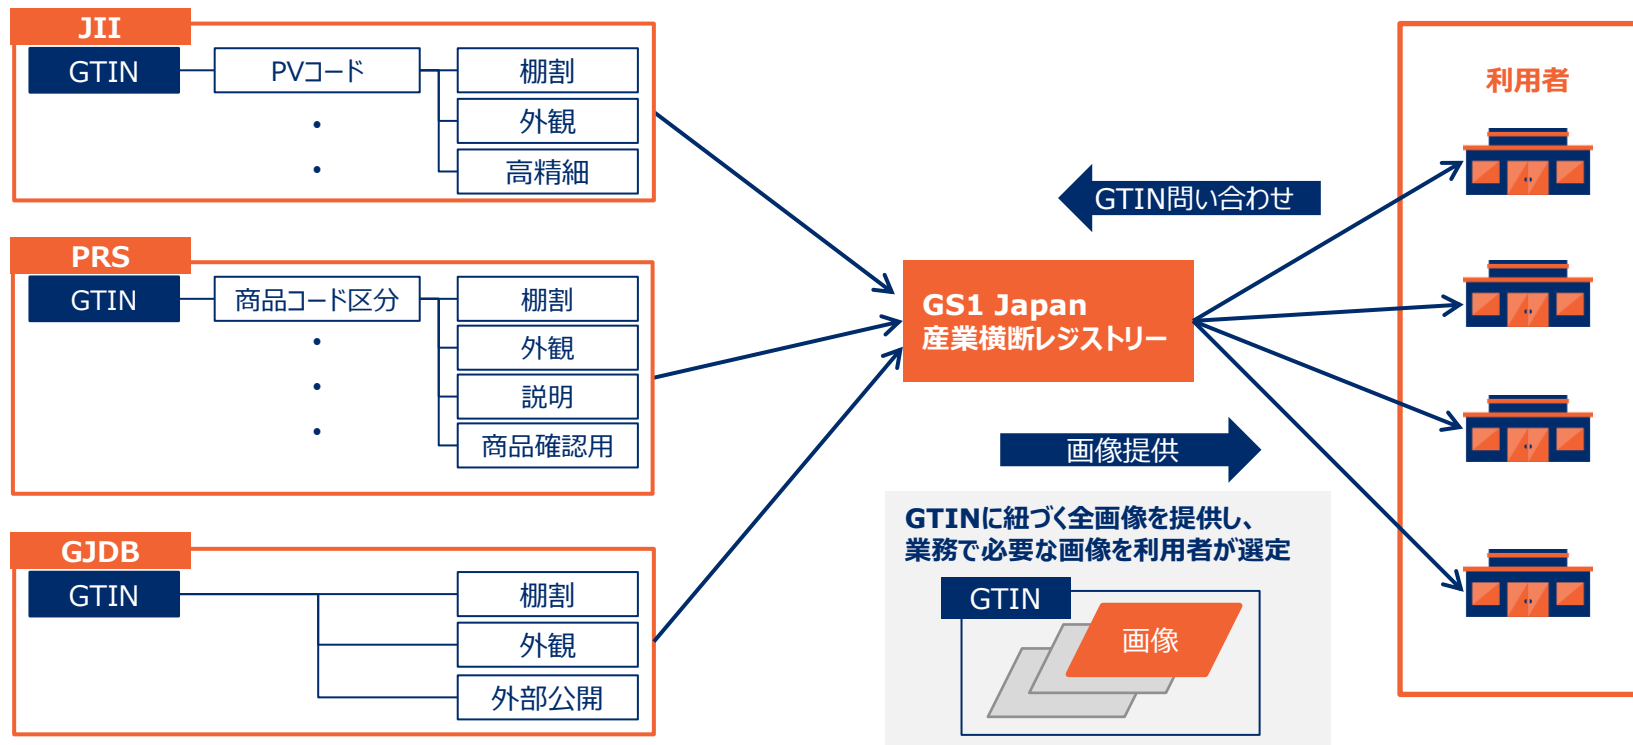 JII
GTIN
PVコード
・
・
棚割
外観
高精細
PRS
GTIN
商品コード区分
・
・
・
棚割
外観
説明
商品確認用
GJDB
GTIN
棚割
外観
外部公開
GS1 Japan
産業横断レジストリー
GTIN問い合わせ
画像提供
GTINに紐づく全画像を提供し、
業務で必要な画像を利用者が選定
GTIN
画像
利用者